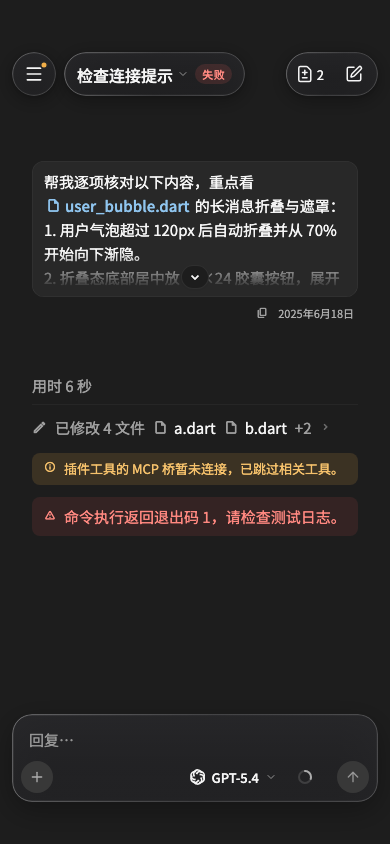 检查连接提示 失败
2
帮我逐项核对以下内容，重点看
user_bubble.dart 的长消息折叠与遮罩：
1. 用户气泡超过 120px 后自动折叠并从 70%
开始向下渐隐。
2. 折叠态底部居中放 24 胶囊按钮，展开
2025年6月18日
用时 6 秒
已修改 4 文件 a.dart b.dart +2
插件工具的 MCP 桥暂未连接，已跳过相关工具。
命令执行返回退出码 1，请检查测试日志。
回复…
GPT-5.4